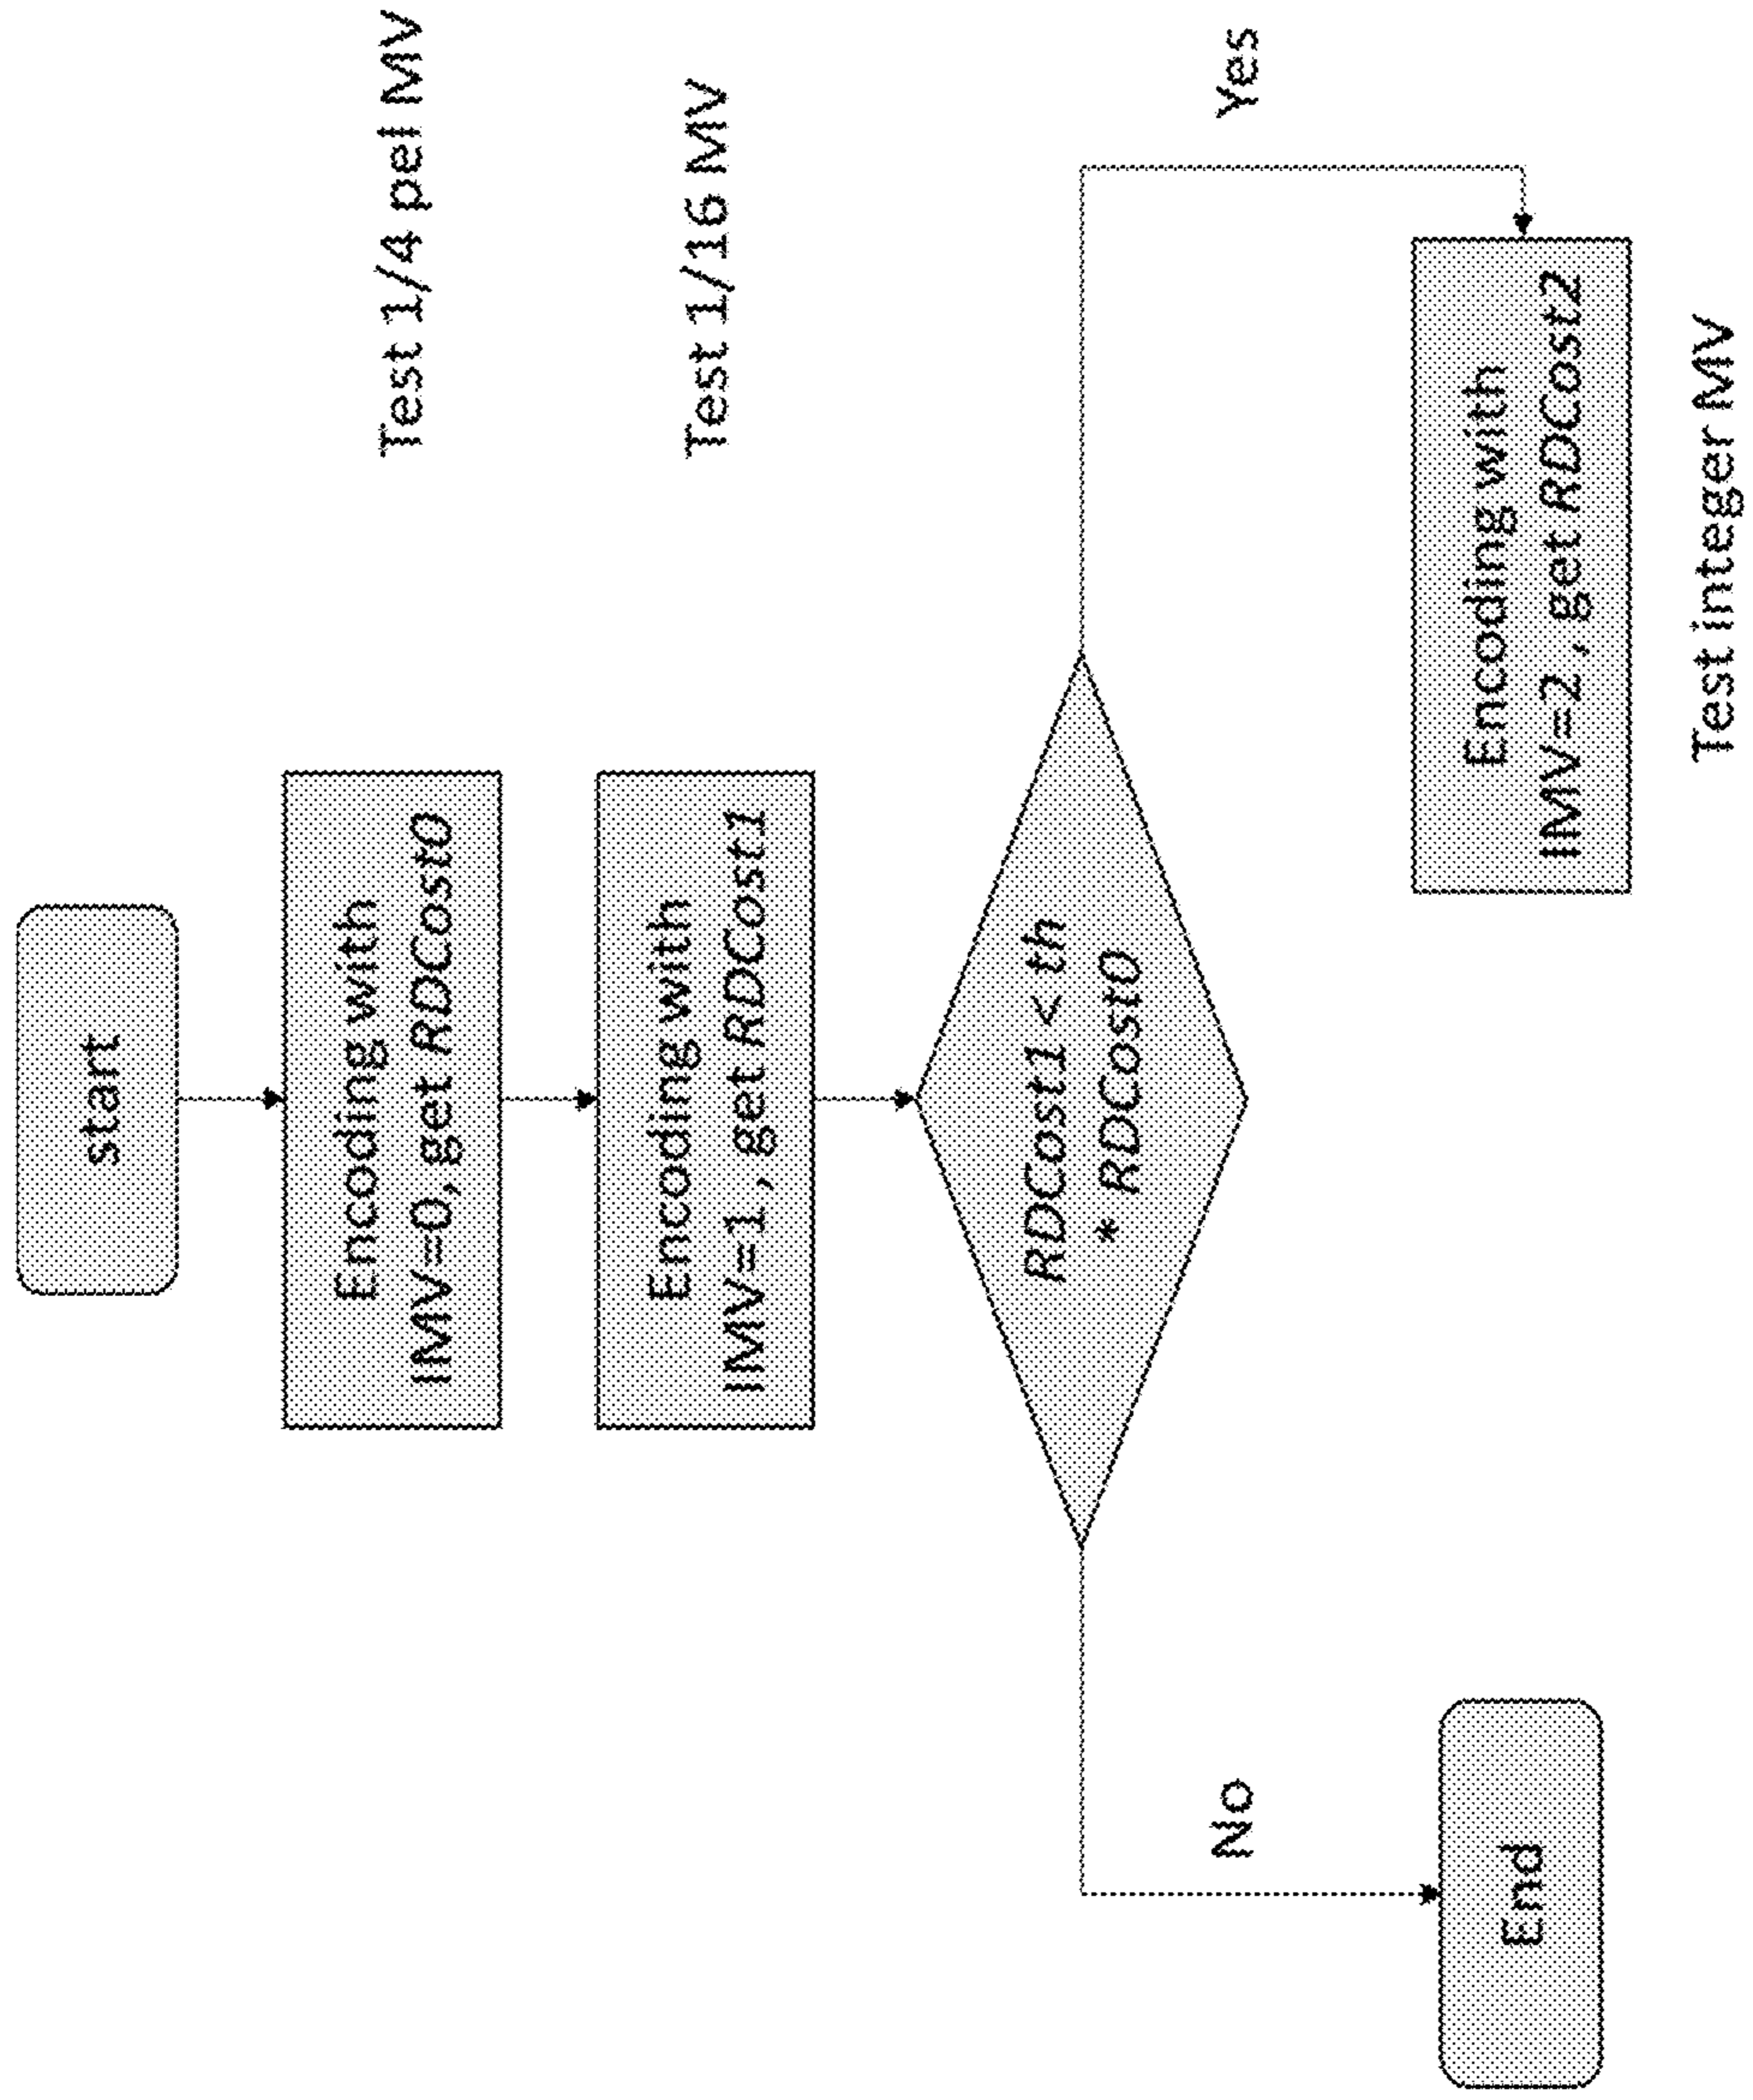 start
Encoding with
IMV=0, get RDCost0
Test 1/4 pel MV
Encoding with
IMV=1 , get RDCost1
Test 1/16 MV
RDCost1 < th
* RDCost0
No
Yes
End
Encoding with
IMV=2 , get RDCost2
Test integer MV